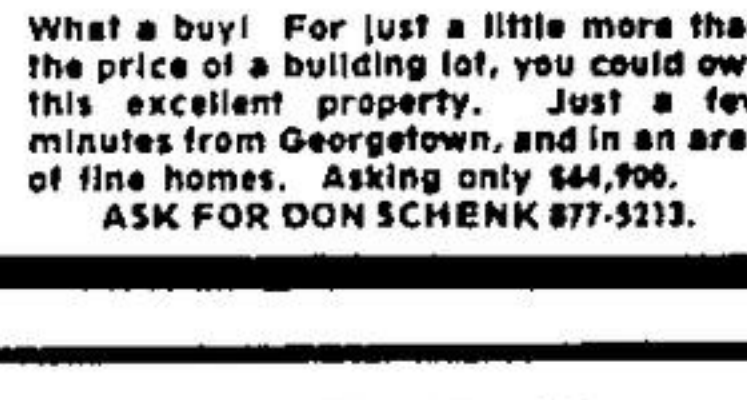 What a buy! For just a little more tha
the price of a building lot, you could ow
this excellent property. Just a few
minutes from Georgetown, and in an are
of fine homes. Asking only $44,900.
ASK FOR DON SCHENK 877-5213.